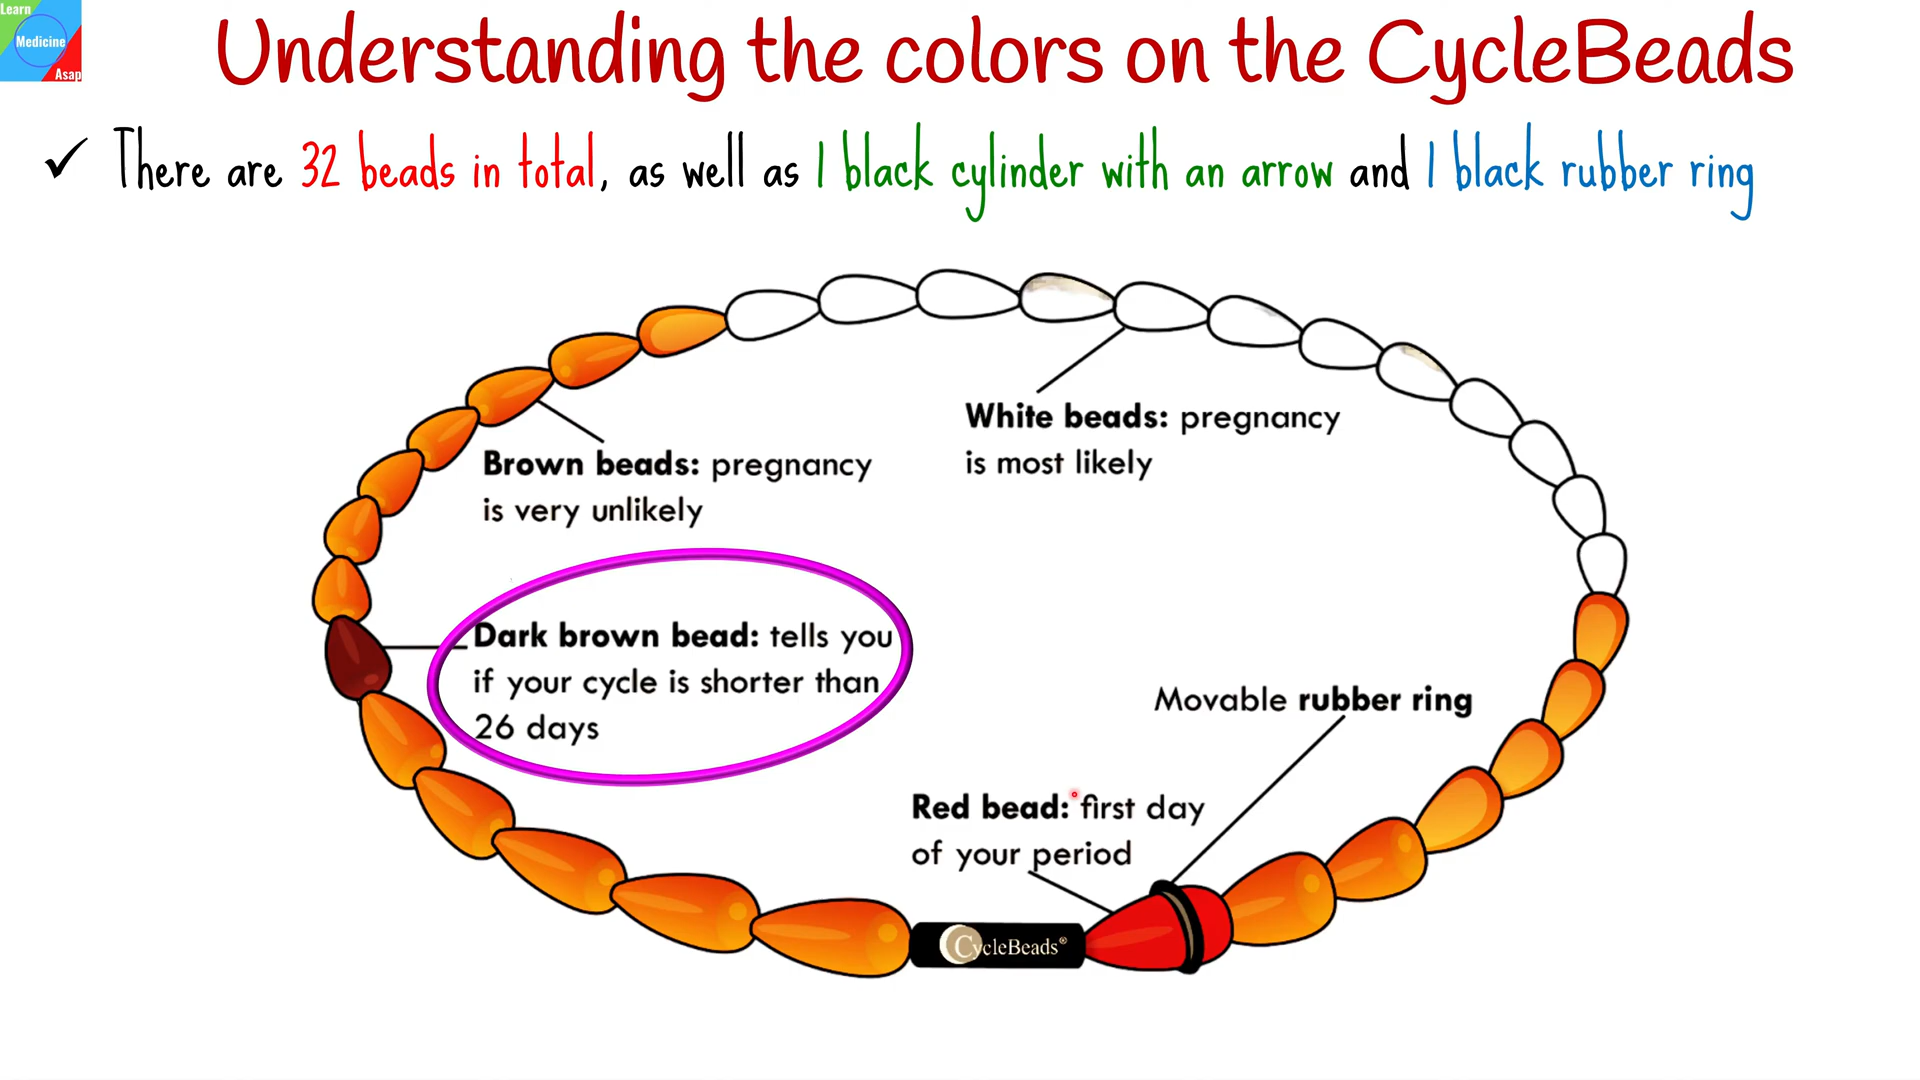 Learn
Medicine
Asap
Understanding the colors on the CycleBeads
✓ There are 32 beads in total, as well as 1 black cylinder with an arrow and 1 black rubber ring
White beads: pregnancy
is most likely
Brown beads: pregnancy
is very unlikely
Dark brown bead: tells you
if your cycle is shorter than
26 days
Movable rubber ring
Red bead: first day
of your period
CycleBeads®